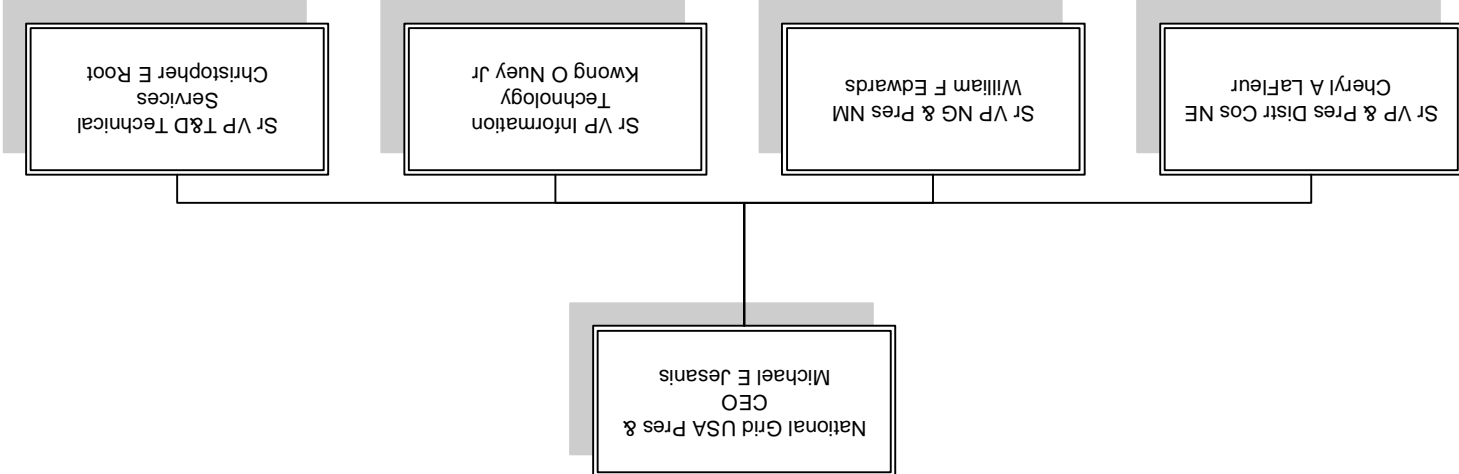 National Grid USA Pres &
CEO
Michael E Jesanis
Sr VP & Pres Distr Cos NE
Cheryl A LaFleur
Sr VP NG & Pres NM
William F Edwards
Sr VP Information
Technology
Kwong O Nuey Jr
Sr VP T&D Technical
Services
Christopher E Root